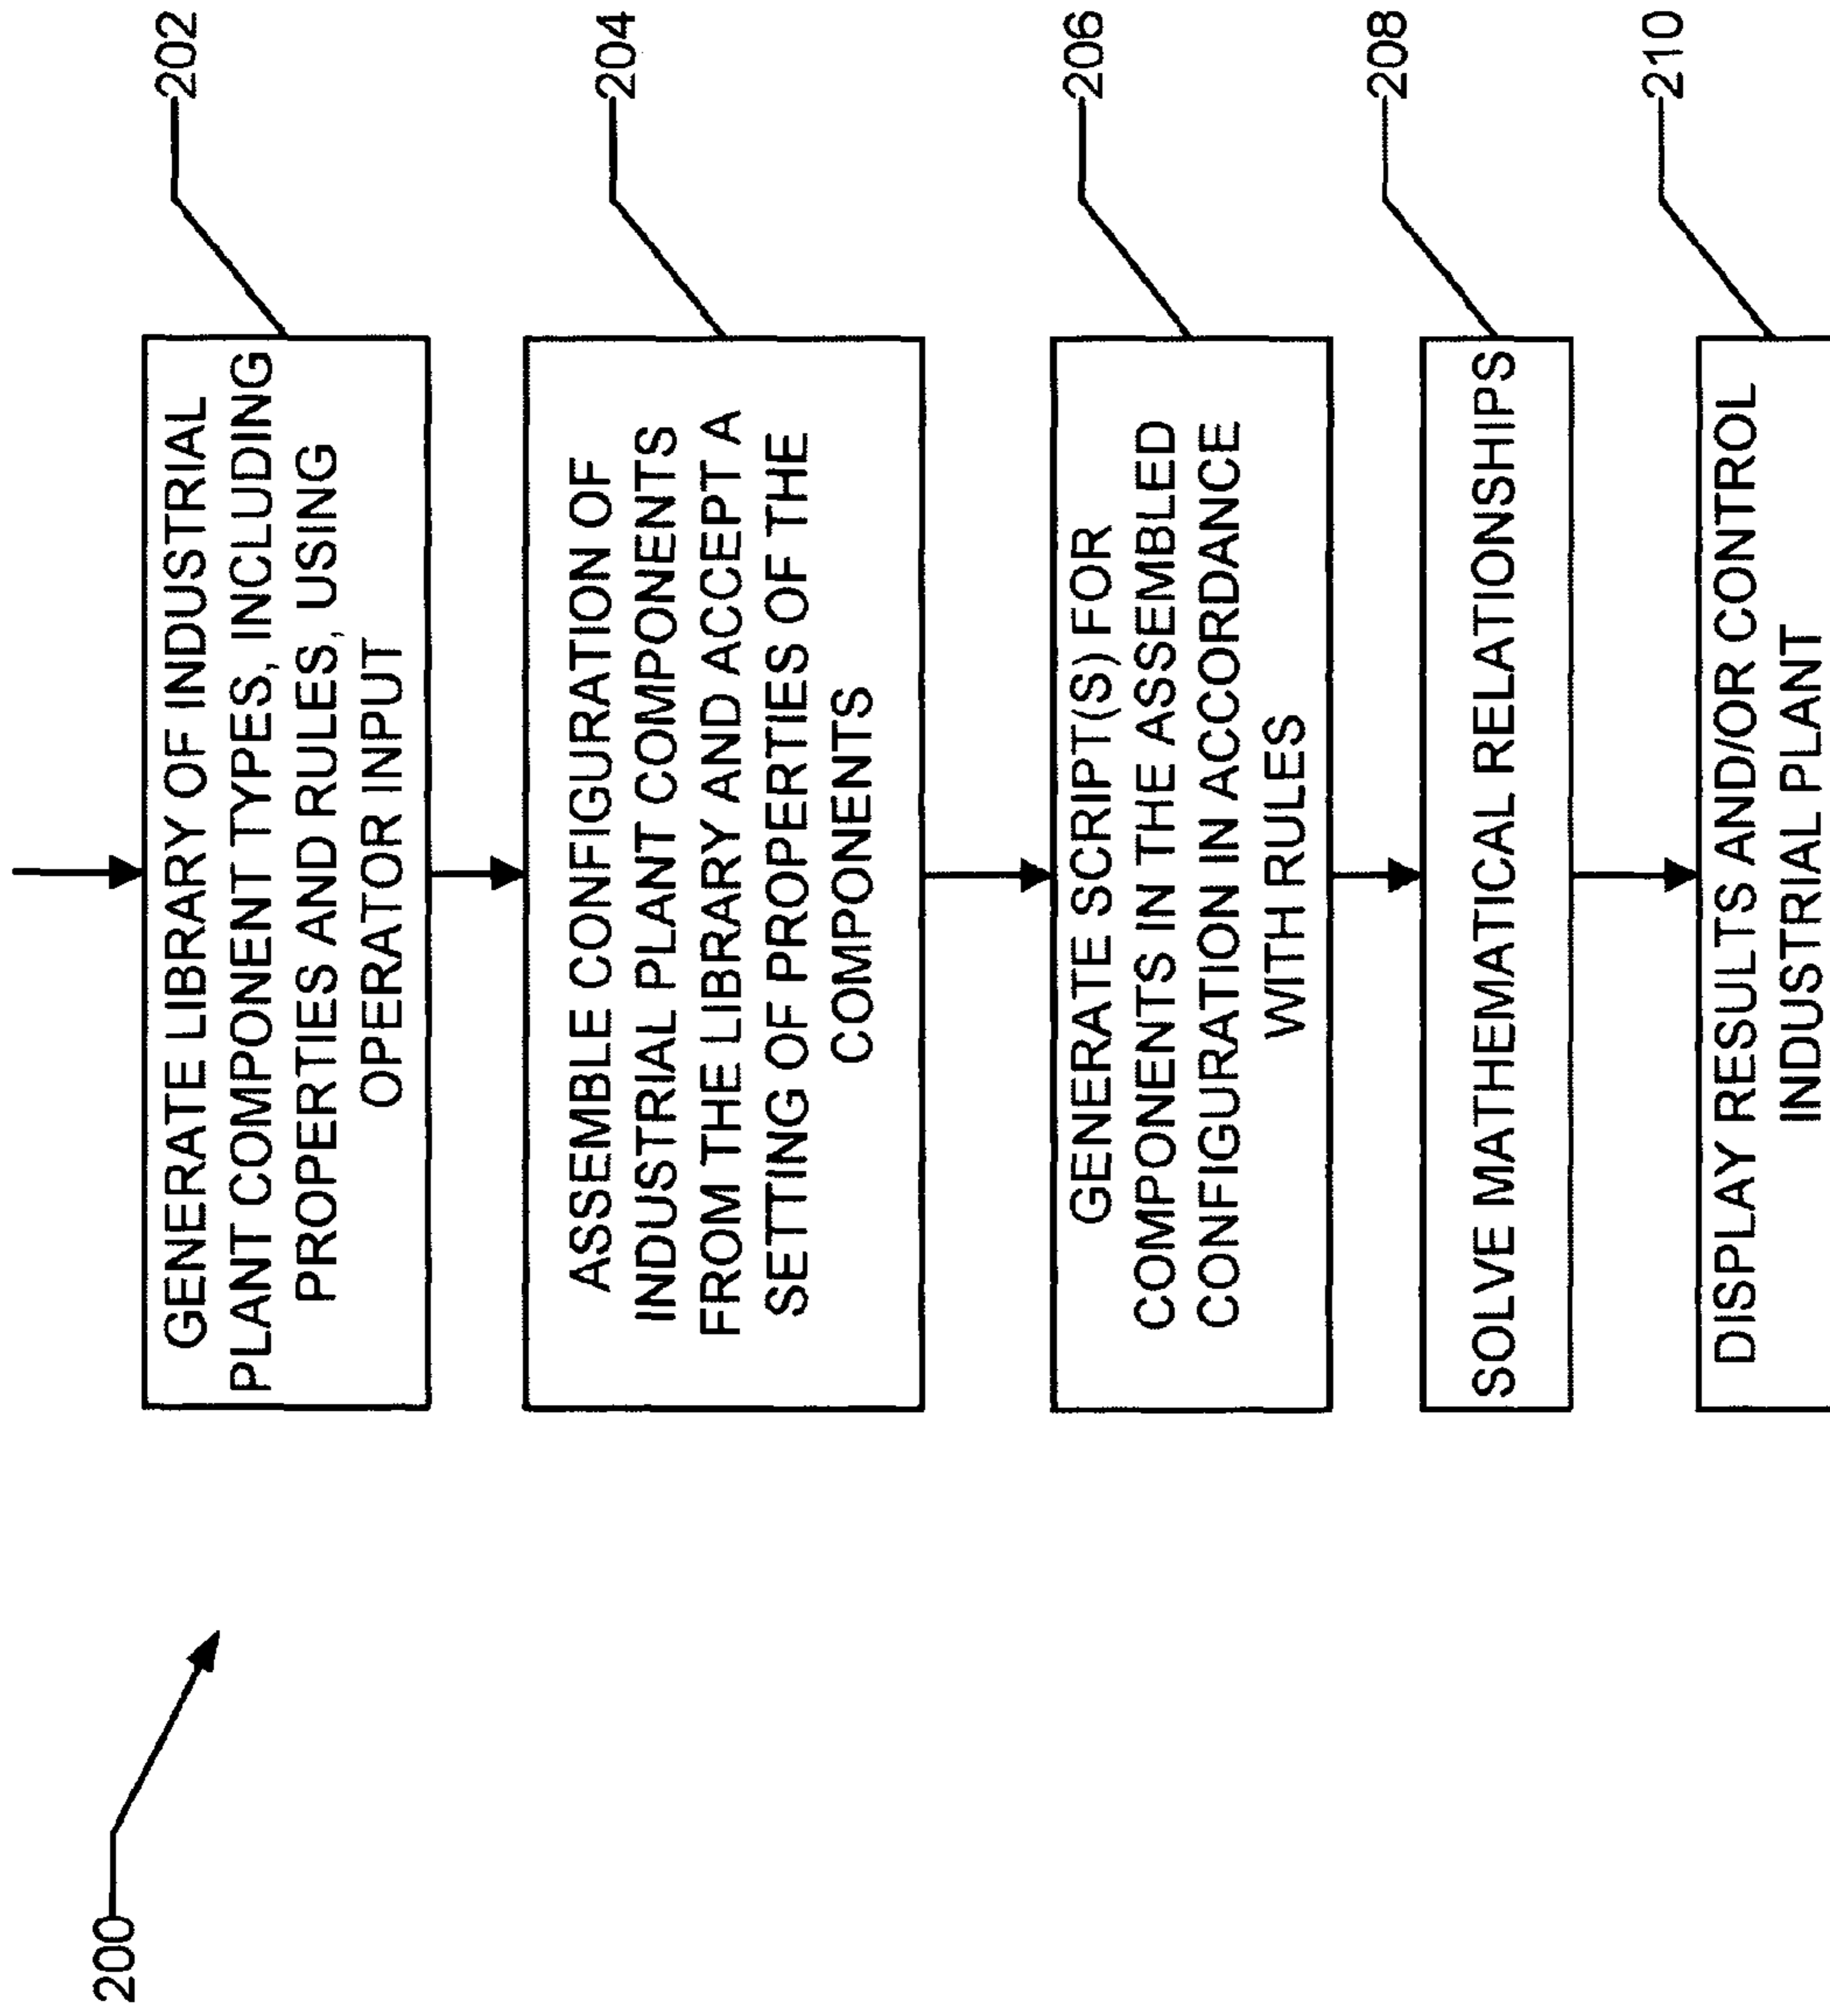 200
GENERATE LIBRARY OF INDUSTRIAL
PLANT COMPONENT TYPES, INCLUDING
PROPERTIES AND RULES, USING
OPERATOR INPUT
202
ASSEMBLE CONFIGURATION OF
INDUSTRIAL PLANT COMPONENTS
FROM THE LIBRARY AND ACCEPT A
SETTING OF PROPERTIES OF THE
COMPONENTS
204
GENERATE SCRIPT(S) FOR
COMPONENTS IN THE ASSEMBLED
CONFIGURATION IN ACCORDANCE
WITH RULES
206
SOLVE MATHEMATICAL RELATIONSHIPS
208
DISPLAY RESULTS AND/OR CONTROL
INDUSTRIAL PLANT
210